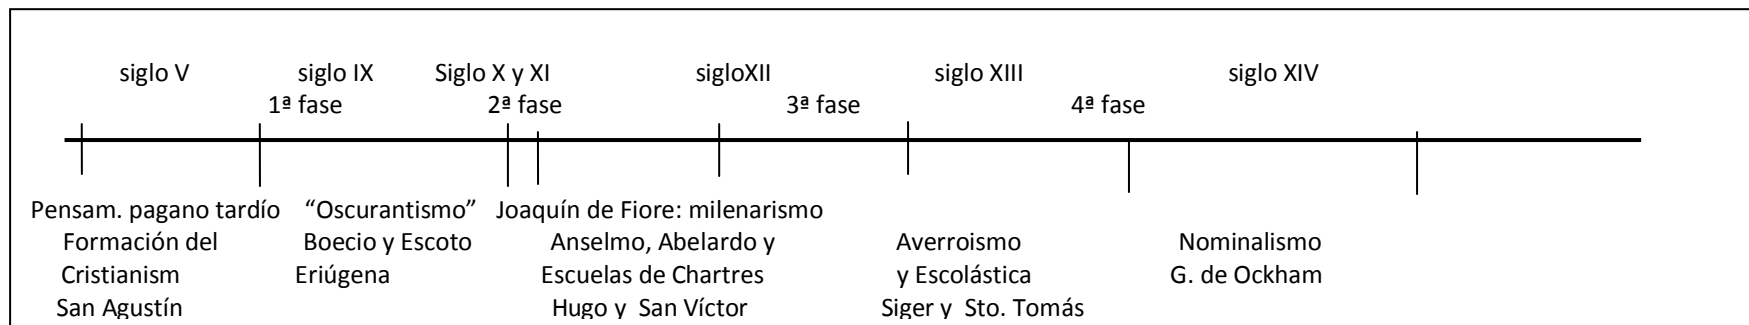 siglo V siglo IX Siglo X y XI sigloXII siglo XIII siglo XIV
1ª fase 2ª fase 3ª fase 4ª fase
Pensam. pagano tardío “Oscurantismo” Joaquín de Fiore: milenarismo
Formación del Boecio y Escoto Anselmo, Abelardo y Averroismo Nominalismo
Cristianism Eriúgena Escuelas de Chartres y Escolástica G. de Ockham
San Agustín Hugo y San Víctor Siger y Sto. Tomás